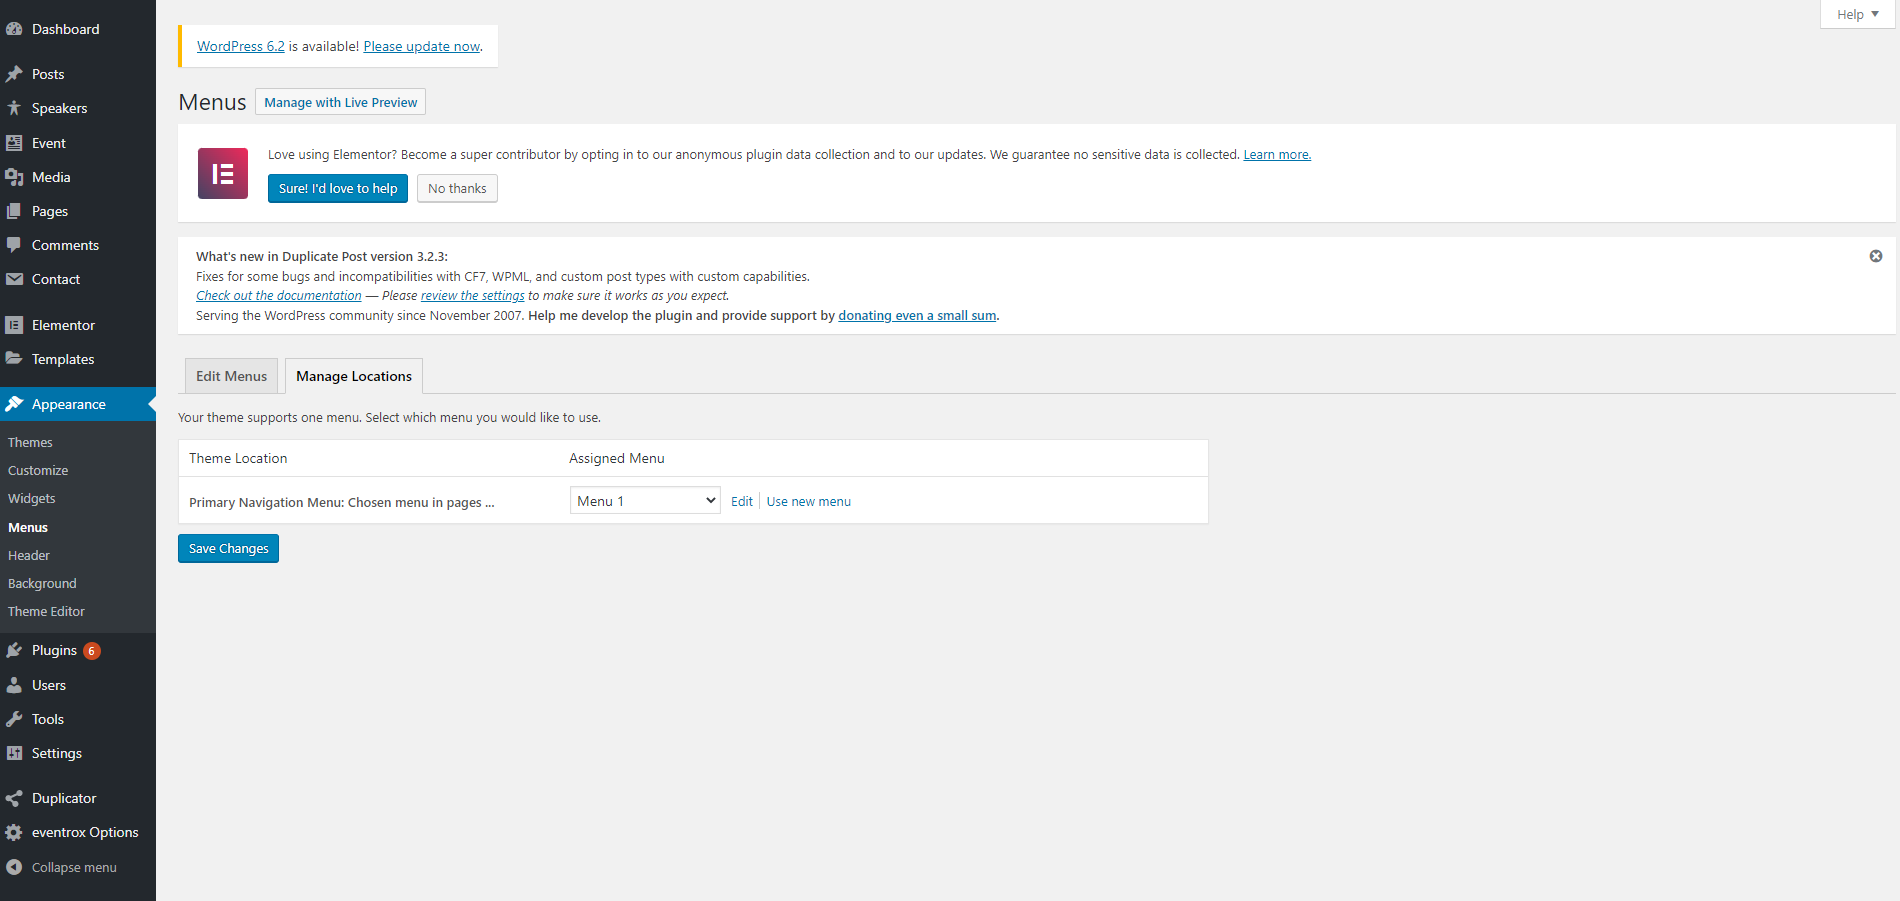 Dashboard
Posts
Speakers
Event
Media
Pages
Comments
Contact
Elementor
Templates
Appearance
Themes
Customize
Widgets
Menus
Header
Background
Theme Editor
Plugins 6
Users
Tools
Settings
Duplicator
eventrox Options
Collapse menu
Help
WordPress 6.2 is available! Please update now.
Menus Manage with Live Preview
Love using Elementor? Become a super contributor by opting in to our anonymous plugin data collection and to our updates. We guarantee no sensitive data is collected. Learn more.
Sure! I'd love to help No thanks
What's new in Duplicate Post version 3.2.3:
Fixes for some bugs and incompatibilities with CF7, WPML, and custom post types with custom capabilities.
Check out the documentation — Please review the settings to make sure it works as you expect.
Serving the WordPress community since November 2007. Help me develop the plugin and provide support by donating even a small sum.
Edit Menus Manage Locations
Your theme supports one menu. Select which menu you would like to use.
Theme Location Assigned Menu
Primary Navigation Menu: Chosen menu in pages ... Menu 1 Edit Use new menu
Save Changes